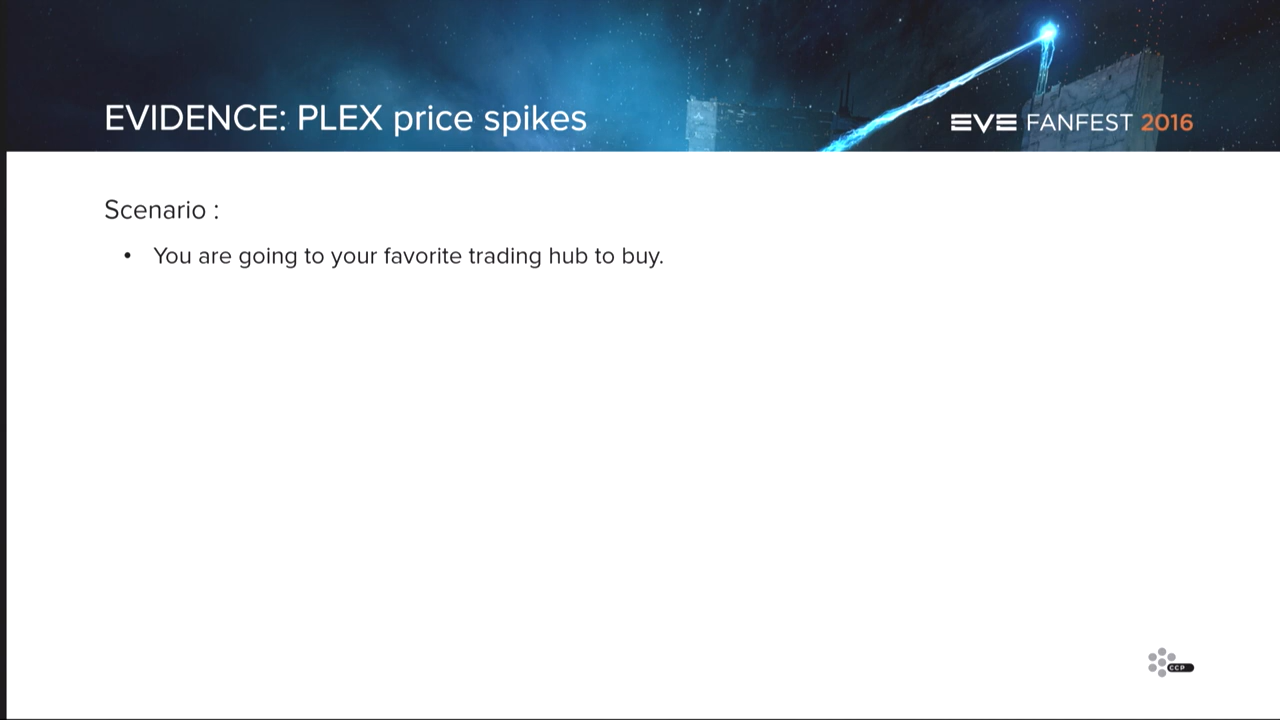 EVIDENCE: PLEX price spikes
EVE FANFEST 2016
Scenario :
• You are going to your favorite trading hub to buy.
CCP